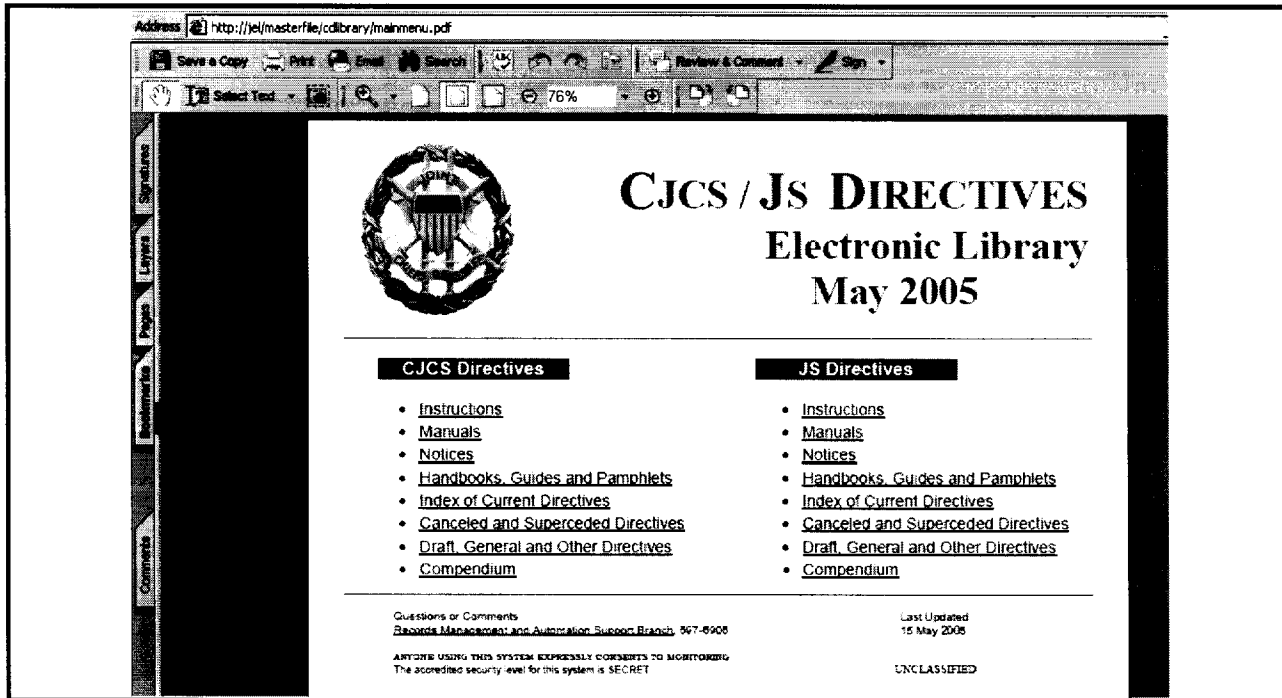 Address http://jel/masterfile/cdlibrary/mainmenu.pdf
Save a Copy Print Email Search Review & Comment Sign
Select Text 76%
Signatures
Layers
Pages
Bookmarks
Comments
CJCS / JS DIRECTIVES
Electronic Library
May 2005
CJCS Directives
• Instructions
• Manuals
• Notices
• Handbooks, Guides and Pamphlets
• Index of Current Directives
• Canceled and Superceded Directives
• Draft, General and Other Directives
• Compendium
JS Directives
• Instructions
• Manuals
• Notices
• Handbooks, Guides and Pamphlets
• Index of Current Directives
• Canceled and Superceded Directives
• Draft, General and Other Directives
• Compendium
Questions or Comments
Records Management and Automation Support Branch, 697-6906
ANYONE USING THIS SYSTEM EXPRESSLY CONSENTS TO MONITORING
The accredited security level for this system is SECRET
Last Updated
15 May 2005
UNCLASSIFIED